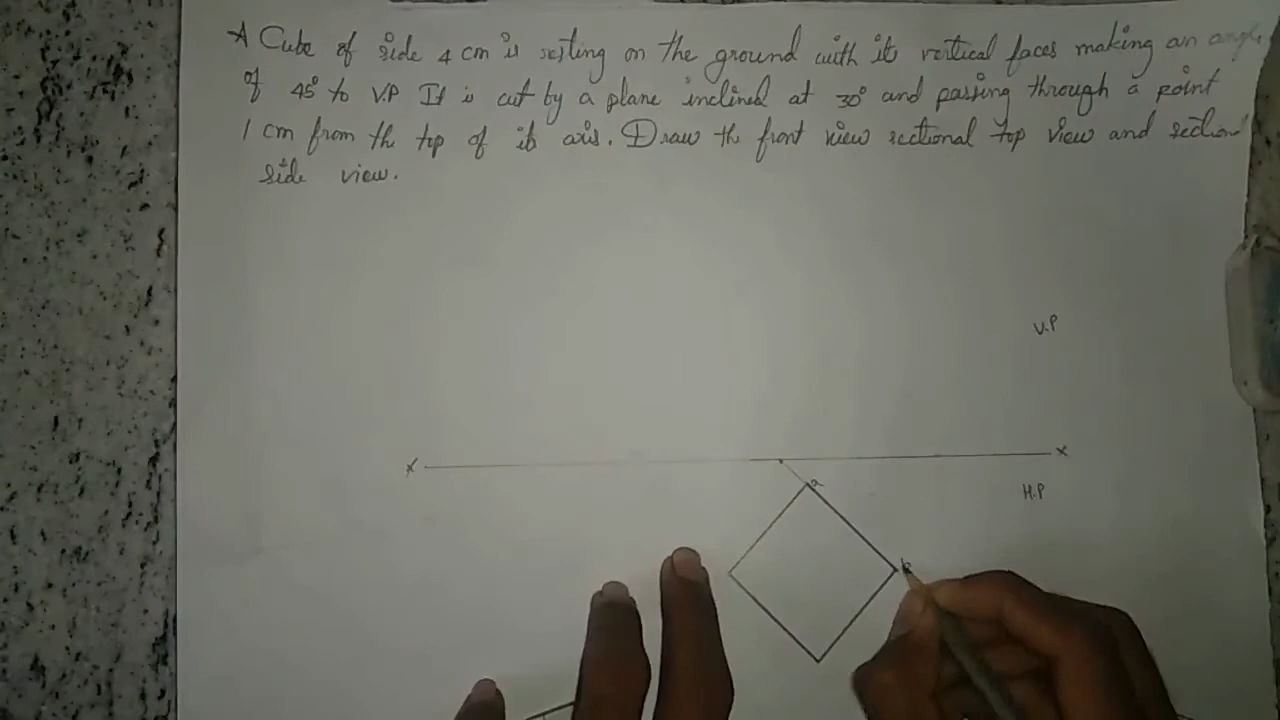 A Cube of side 4 cm is resting on the ground with its vertical faces making an angle
of 45° to V.P It is cut by a plane inclined at 30° and passing through a point
1 cm from the top of its axis. Draw the front view sectional top view and sectional
side view.
V.P
X X
H.P
a
b